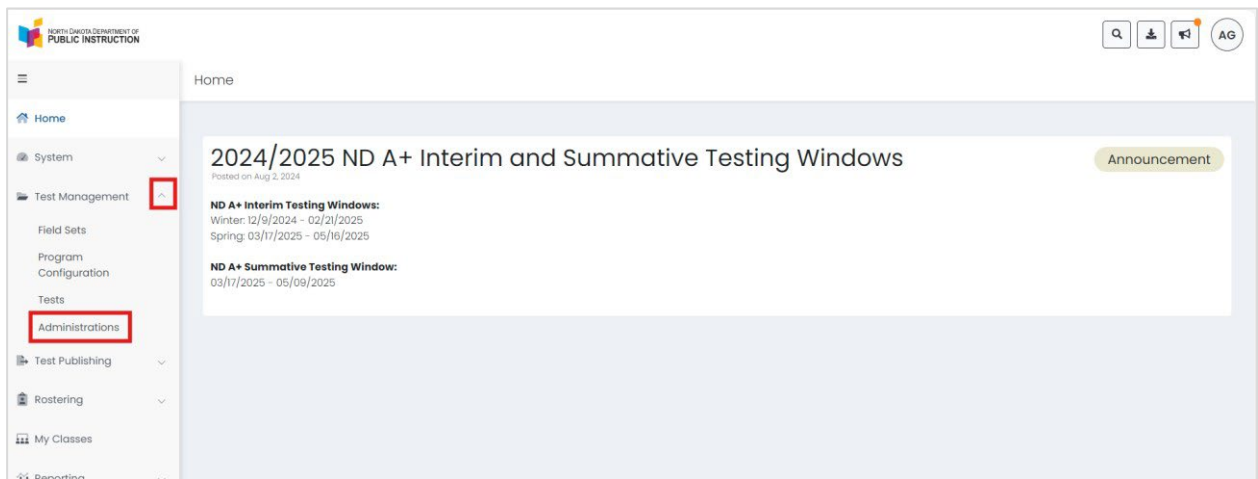 NORTH DAKOTA DEPARTMENT OF
PUBLIC INSTRUCTION
AG
Home
Home
System
Test Management
Field Sets
Program
Configuration
Tests
Administrations
Test Publishing
Rostering
My Classes
Reporting
2024/2025 ND A+ Interim and Summative Testing Windows
Announcement
Posted on Aug 2, 2024
ND A+ Interim Testing Windows:
Winter: 12/9/2024 - 02/21/2025
Spring: 03/17/2025 - 05/16/2025
ND A+ Summative Testing Window:
03/17/2025 - 05/09/2025